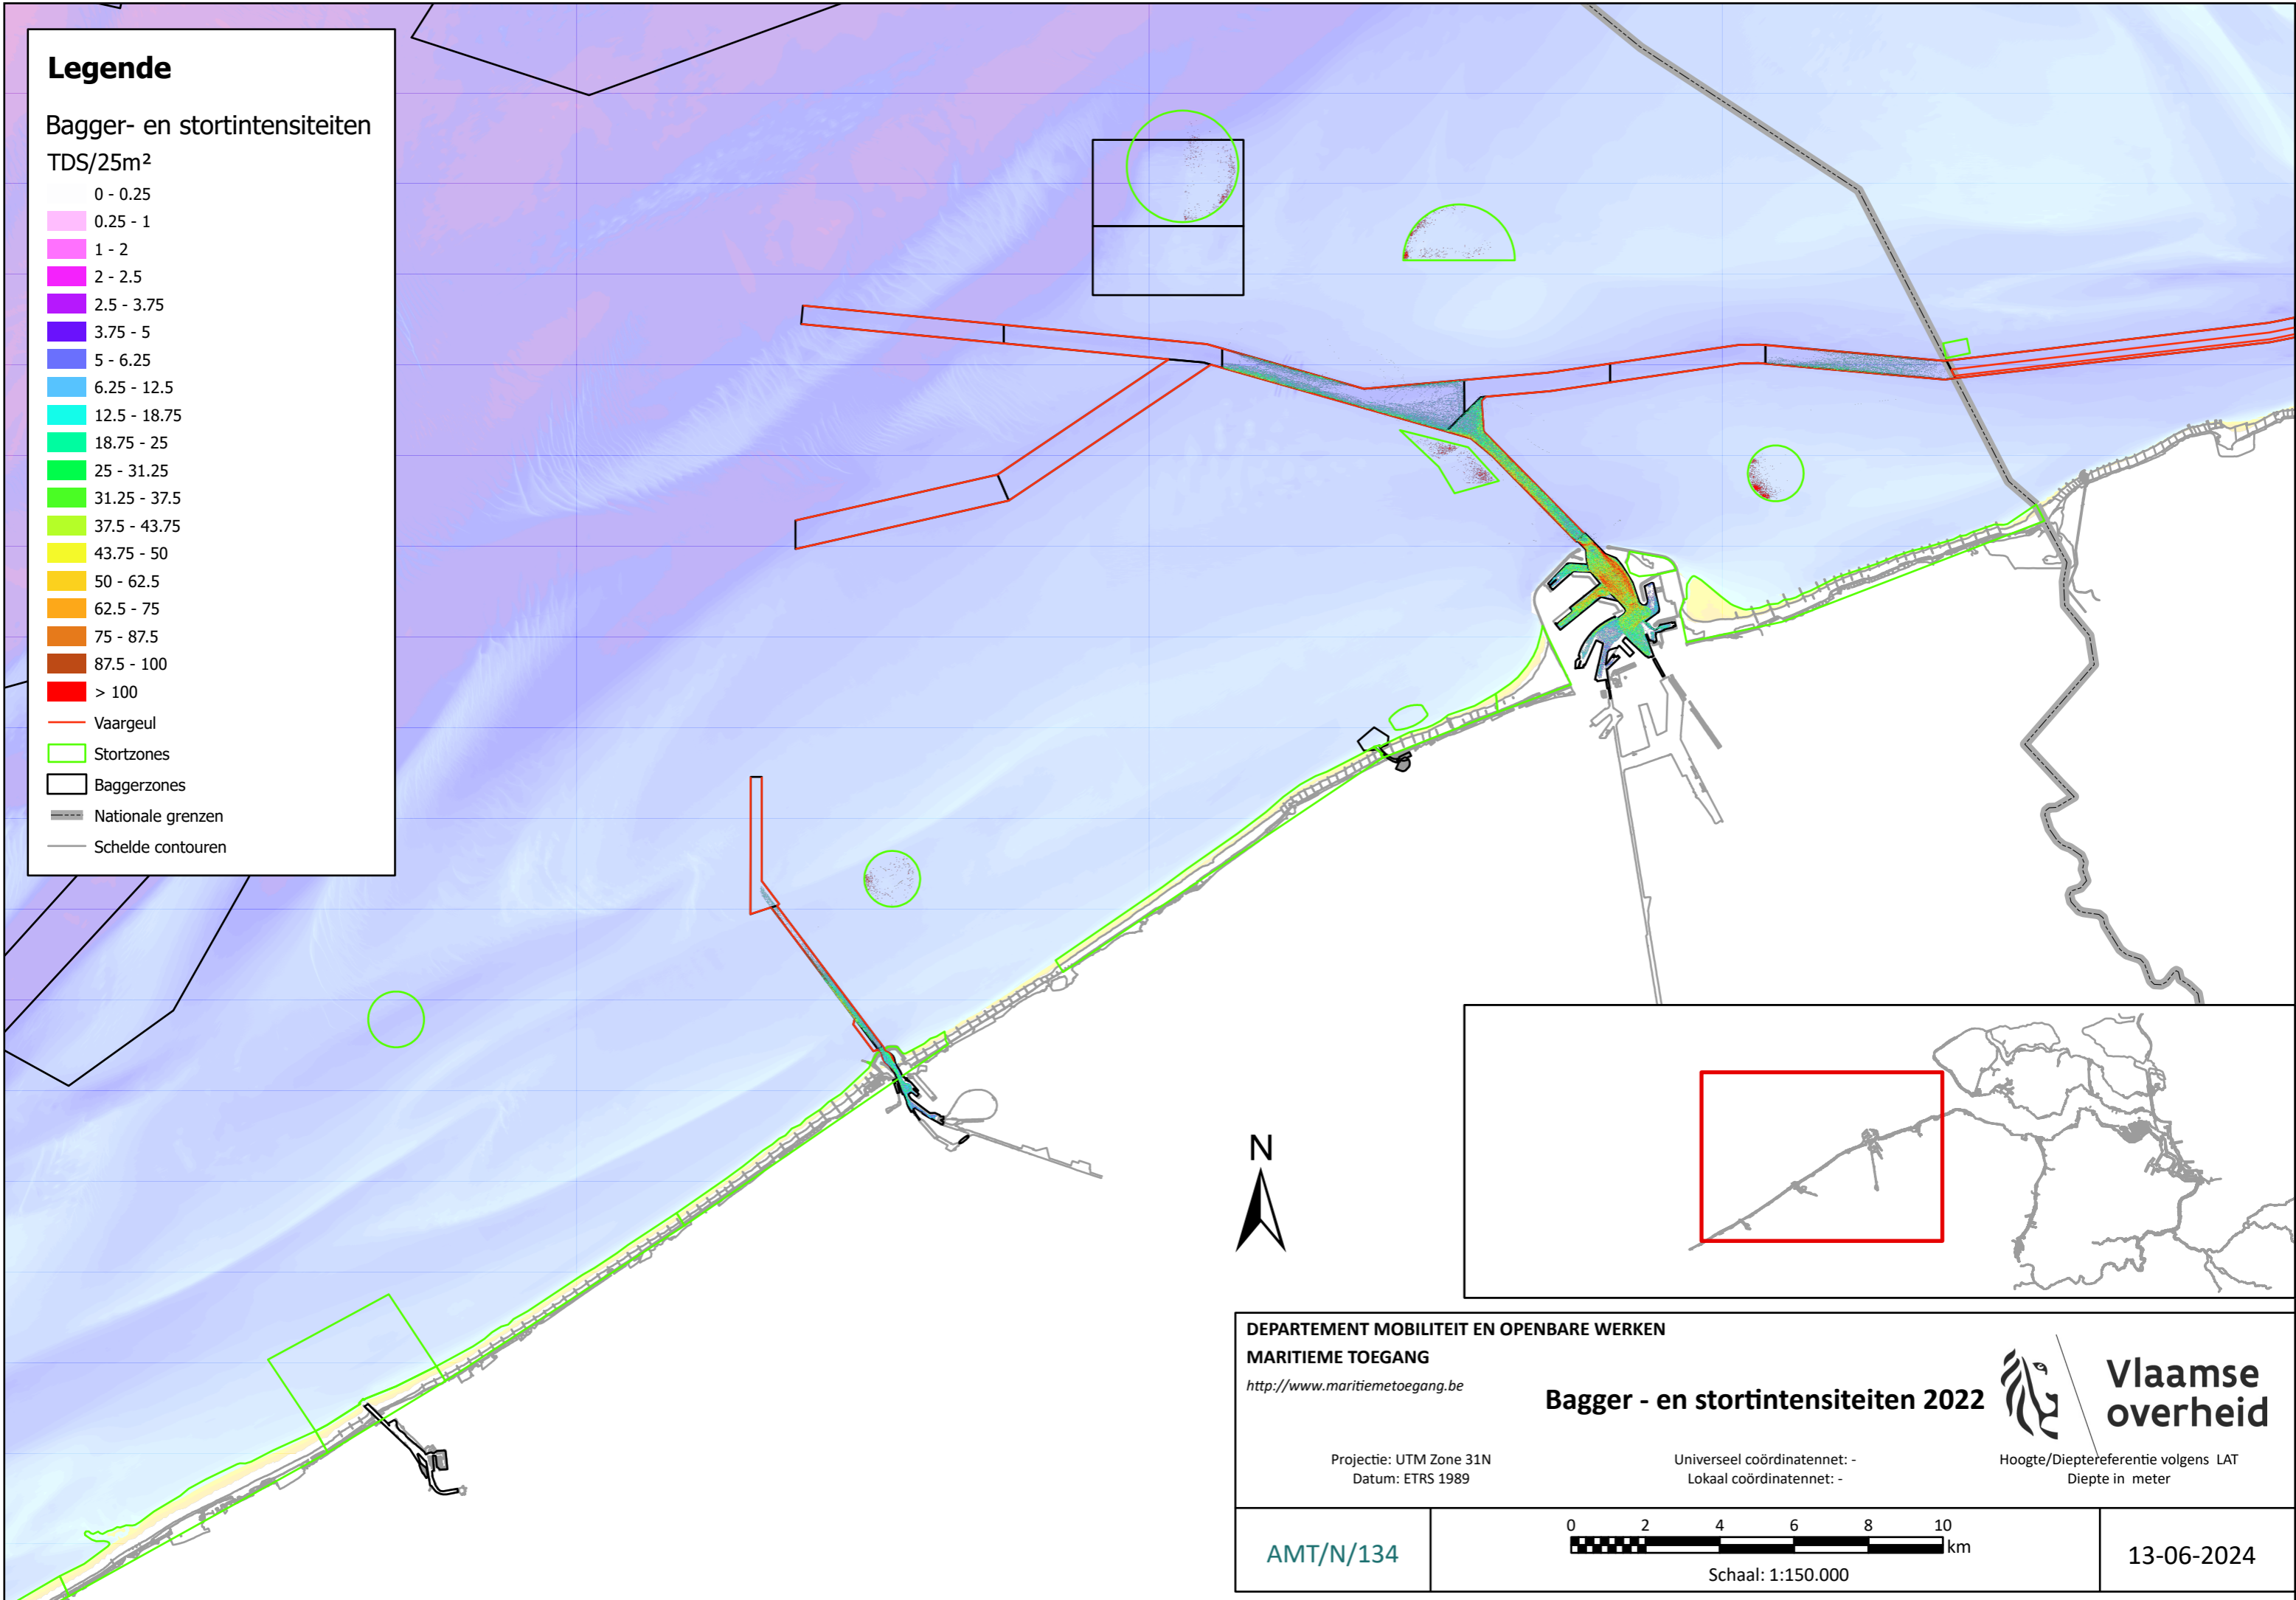 Legende
Bagger- en stortintensiteiten
TDS/25m²
0 - 0.25
0.25 - 1
1 - 2
2 - 2.5
2.5 - 3.75
3.75 - 5
5 - 6.25
6.25 - 12.5
12.5 - 18.75
18.75 - 25
25 - 31.25
31.25 - 37.5
37.5 - 43.75
43.75 - 50
50 - 62.5
62.5 - 75
75 - 87.5
87.5 - 100
> 100
Vaargeul
Stortzones
Baggerzones
Nationale grenzen
Schelde contouren
N
DEPARTEMENT MOBILITEIT EN OPENBARE WERKEN
MARITIEME TOEGANG
http://www.maritiemetoegang.be
Bagger - en stortintensiteiten 2022
Vlaamse
overheid
Projectie: UTM Zone 31N
Datum: ETRS 1989
Universeel coördinatennet: -
Lokaal coördinatennet: -
Hoogte/Dieptereferentie volgens LAT
Diepte in meter
AMT/N/134
0 2 4 6 8 10
km
Schaal: 1:150.000
13-06-2024